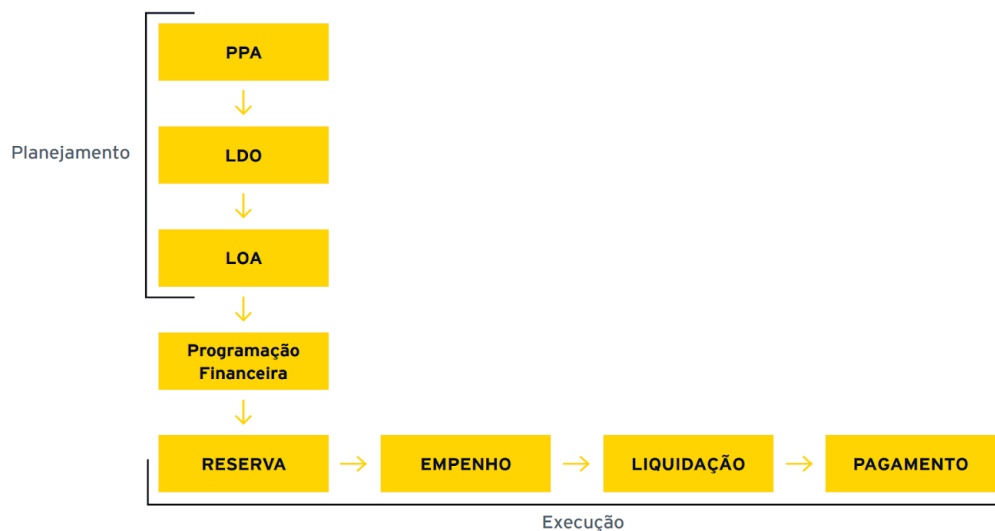 PPA
Planejamento
LDO
LOA
Programação
Financeira
RESERVA
EMPENHO
LIQUIDAÇÃO
PAGAMENTO
Execução